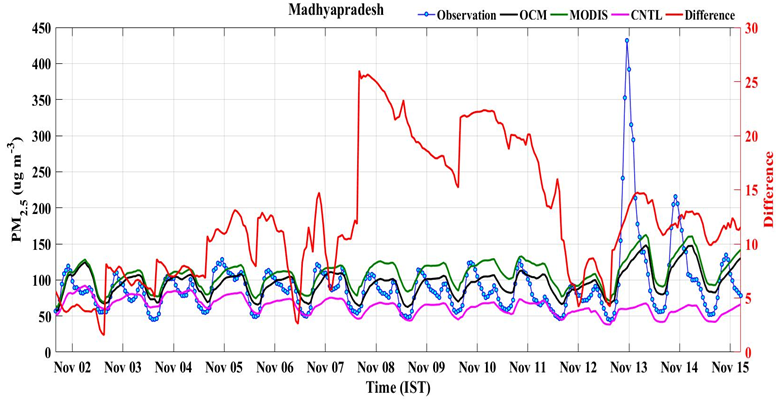 Madhyapradesh
Observation OCM MODIS CNTL Difference
PM2.5 (ug m-3)
450
400
350
300
250
200
150
100
50
0
30
25
20
15
10
5
0
Difference
Nov 02 Nov 03 Nov 04 Nov 05 Nov 06 Nov 07 Nov 08 Nov 09 Nov 10 Nov 11 Nov 12 Nov 13 Nov 14 Nov 15
Time (IST)